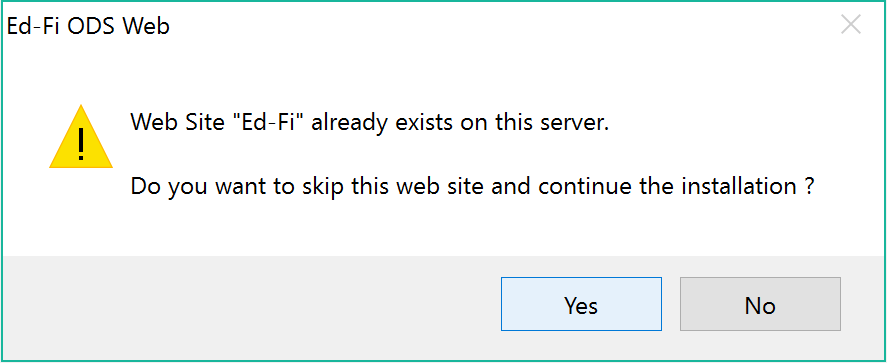 Ed-Fi ODS Web
Web Site "Ed-Fi" already exists on this server.
Do you want to skip this web site and continue the installation ?
Yes
No